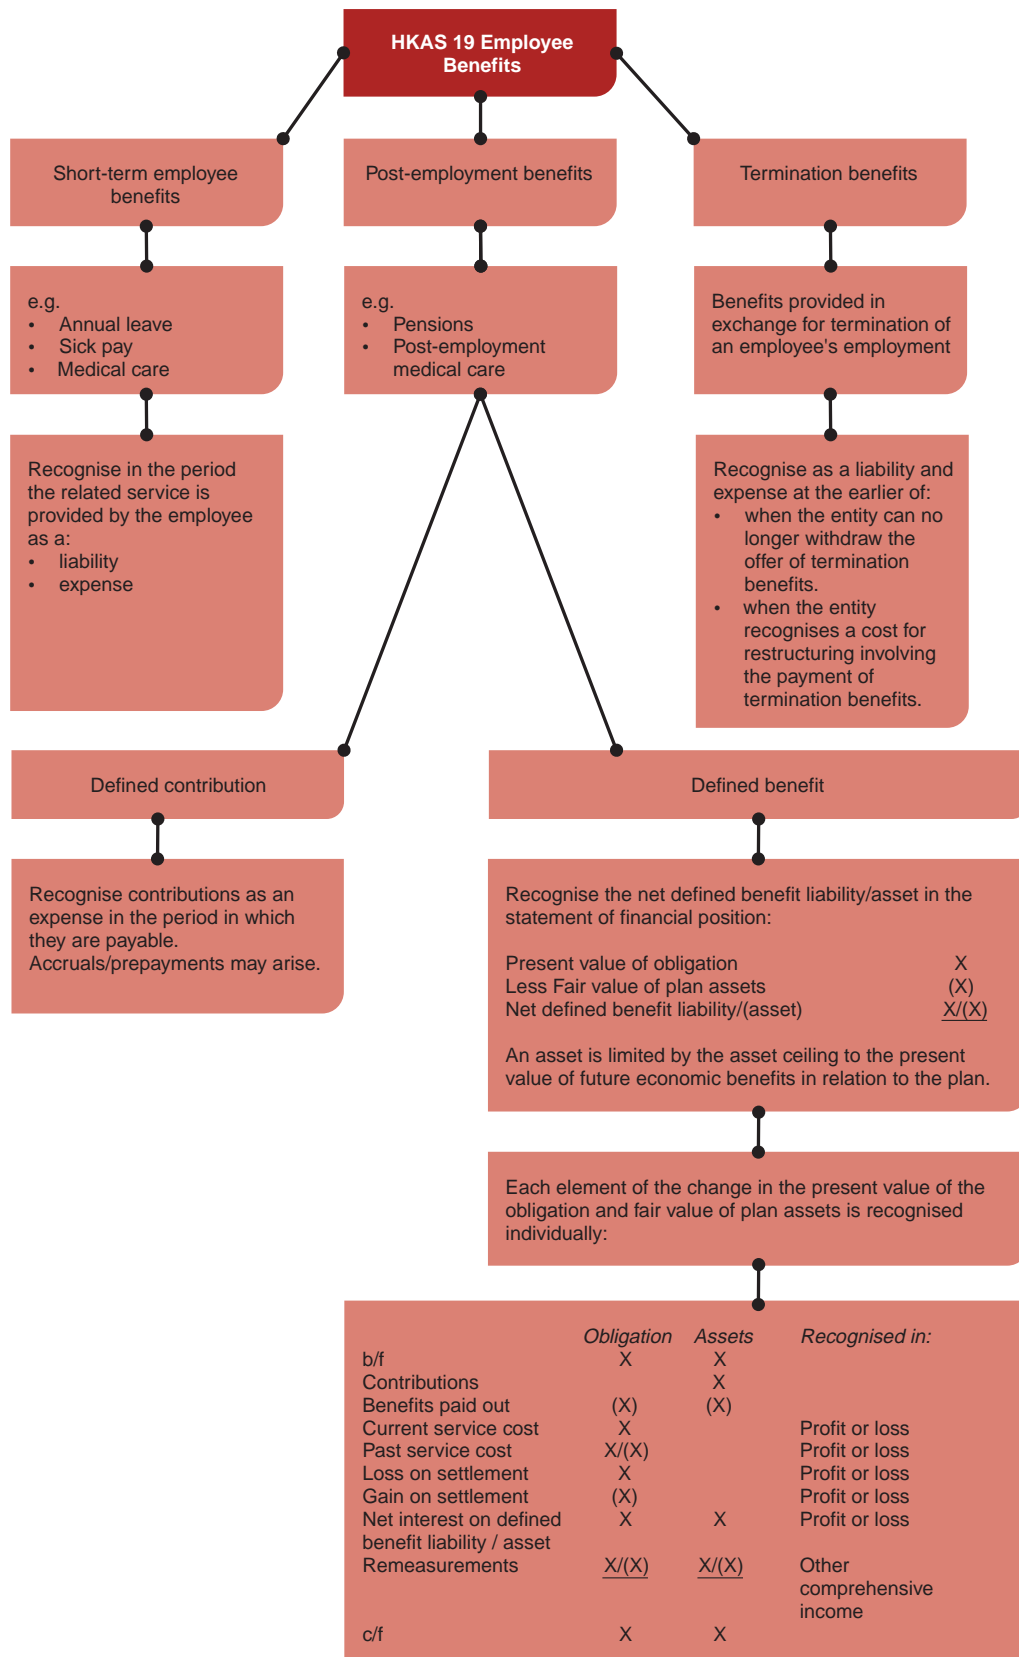 HKAS 19 Employee
Benefits
Short-term employee
benefits
Post-employment benefits
Termination benefits
e.g.
• Annual leave
• Sick pay
• Medical care
e.g.
• Pensions
• Post-employment
medical care
Benefits provided in
exchange for termination of
an employee's employment
Recognise in the period
the related service is
provided by the employee
as a:
• liability
• expense
Recognise as a liability and
expense at the earlier of:
• when the entity can no
longer withdraw the
offer of termination
benefits.
• when the entity
recognises a cost for
restructuring involving
the payment of
termination benefits.
Defined contribution
Defined benefit
Recognise contributions as an
expense in the period in which
they are payable.
Accruals/prepayments may arise.
Recognise the net defined benefit liability/asset in the
statement of financial position:
Present value of obligation X
Less Fair value of plan assets (X)
Net defined benefit liability/(asset) X/(X)
An asset is limited by the asset ceiling to the present
value of future economic benefits in relation to the plan.
Each element of the change in the present value of the
obligation and fair value of plan assets is recognised
individually:
Obligation Assets Recognised in:
b/f X X
Contributions X
Benefits paid out (X) (X)
Current service cost X Profit or loss
Past service cost X/(X) Profit or loss
Loss on settlement X Profit or loss
Gain on settlement (X) Profit or loss
Net interest on defined X X Profit or loss
benefit liability / asset
Remeasurements X/(X) X/(X) Other
comprehensive
income
c/f X X